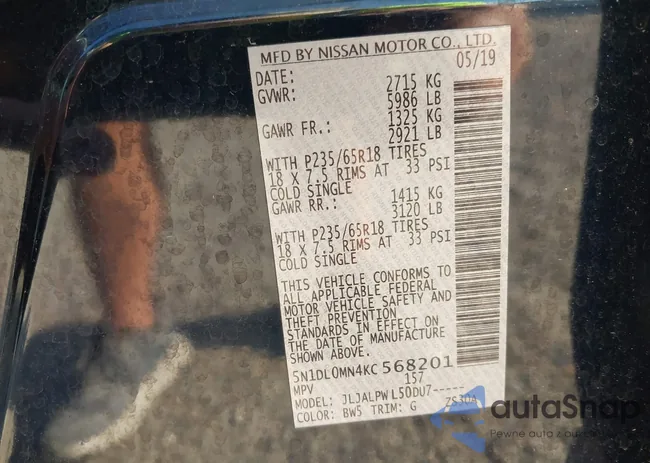 MFD BY NISSAN MOTOR CO., LTD.
DATE: 05/19
GVWR: 2715 KG
5986 LB
GAWR FR.: 1325 KG
2921 LB
WITH P235/65R18 TIRES
18 X 7.5 RIMS AT 33 PSI
COLD SINGLE
GAWR RR.: 1415 KG
3120 LB
WITH P235/65R18 TIRES
18 X 7.5 RIMS AT 33 PSI
COLD SINGLE
THIS VEHICLE CONFORMS TO
ALL APPLICABLE FEDERAL
MOTOR VEHICLE SAFETY AND
THEFT PREVENTION
STANDARDS IN EFFECT ON
THE DATE OF MANUFACTURE
SHOWN ABOVE.
5N1DL0MN4KC568201
MPV 157
MODEL: JLJALPWL50DU7-----
COLOR: BW5 TRIM: G
autaSnap
Pewne auta z au